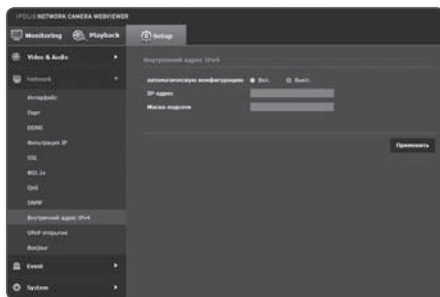 iPOLiS NETWORK CAMERA WEBVIEWER
Monitoring
Playback
Setup
Video & Audio
Network
Интерфейс
Порт
DDNS
Фильтрация IP
SSL
802.1x
QoS
SNMP
Внутренний адрес IPv4
UPnP открытие
Bonjour
Event
System
Внутренний адрес IPv4
автоматическую конфигурацию
Вкл.
Выкл.
IP-адрес
Маска подсети
Применить